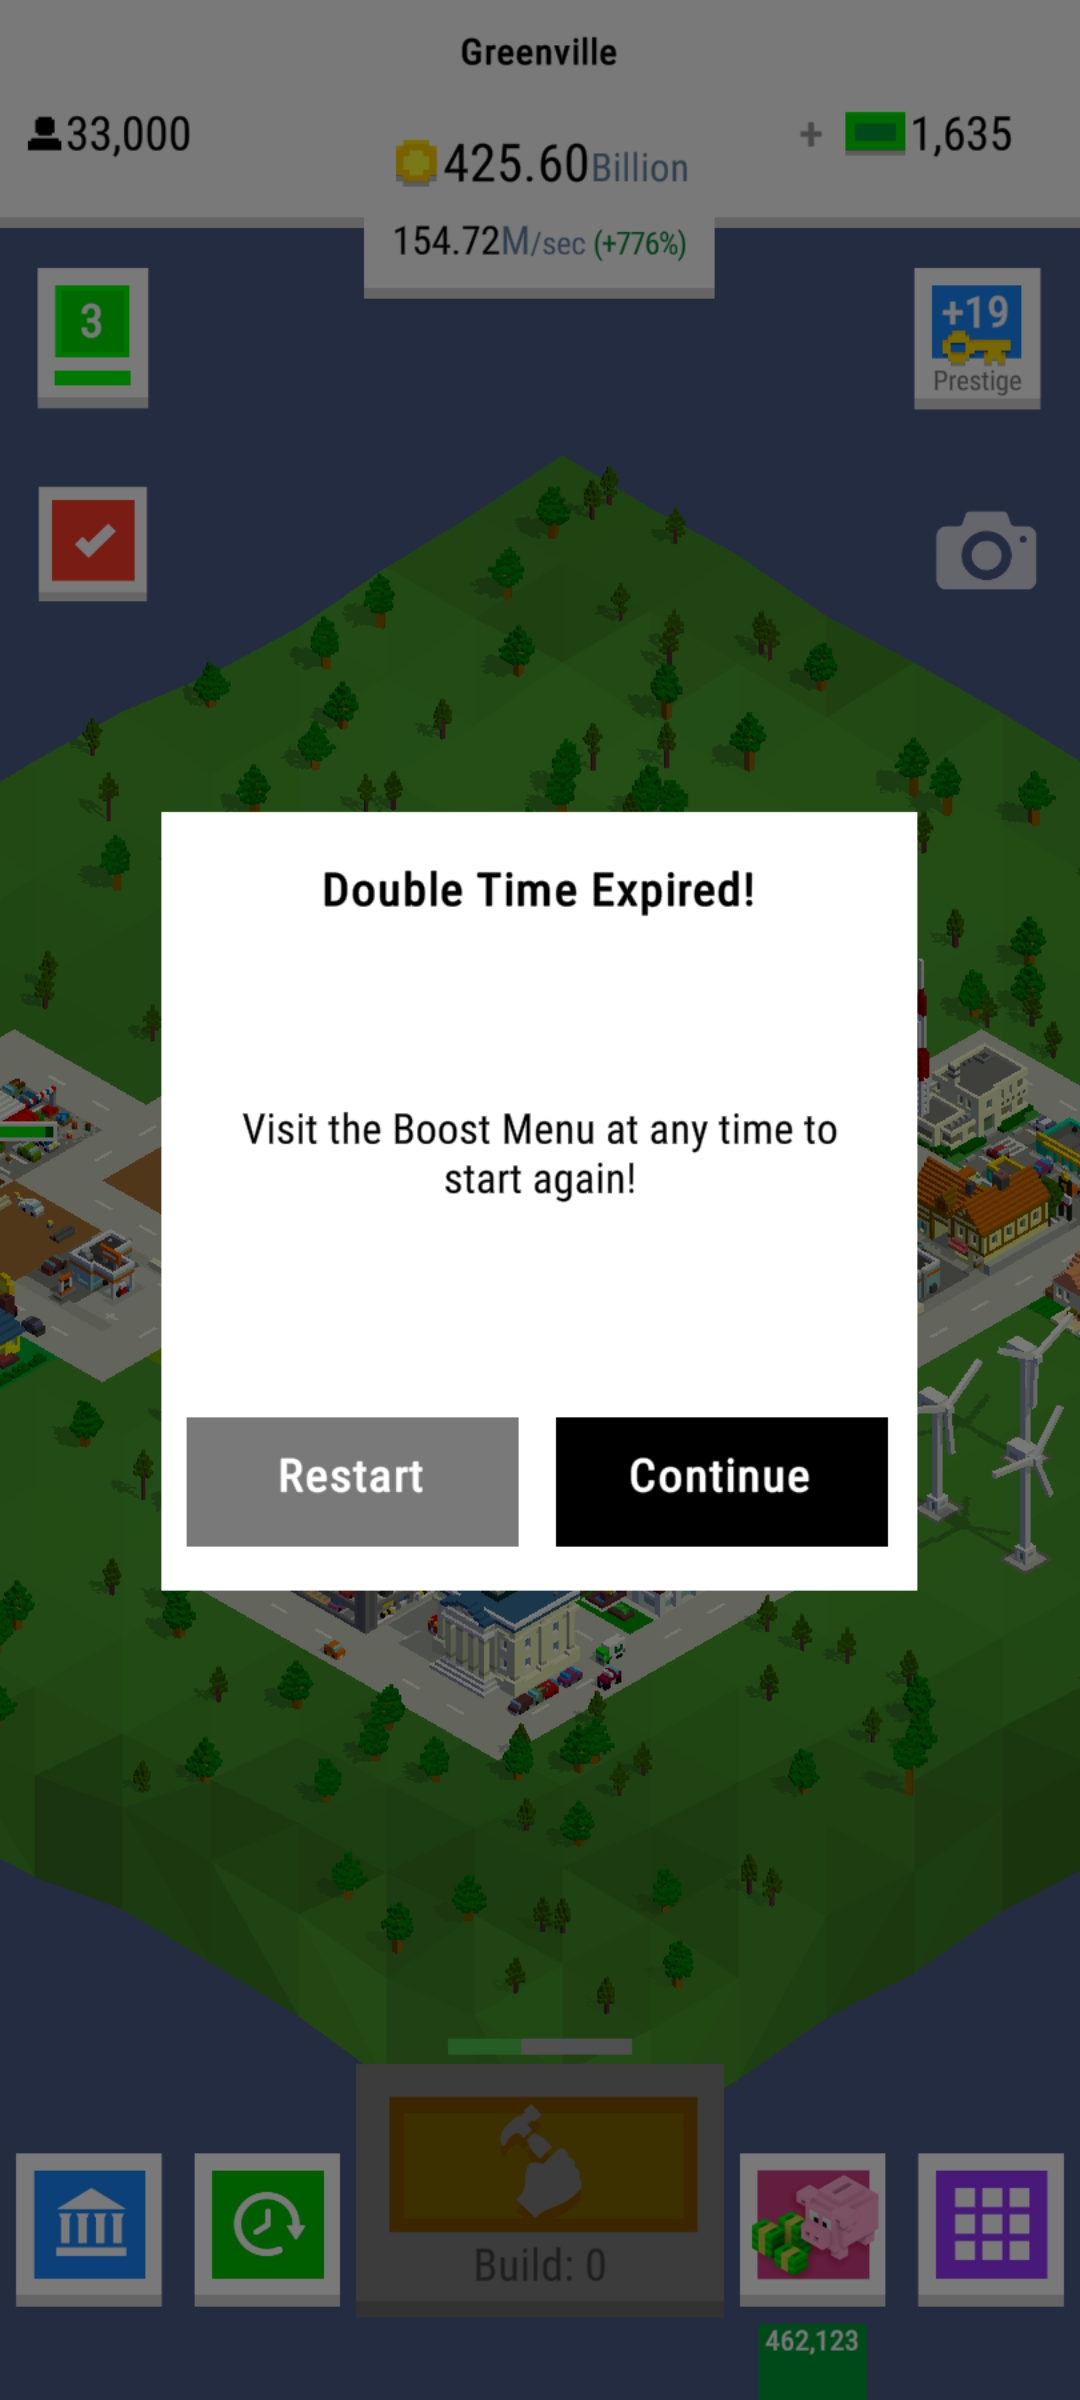 Greenville
33,000
425.60Billion
+ 1,635
154.72M/sec (+776%)
3
+19
Prestige
Double Time Expired!
Visit the Boost Menu at any time to
start again!
Restart
Continue
Build: 0
462,123